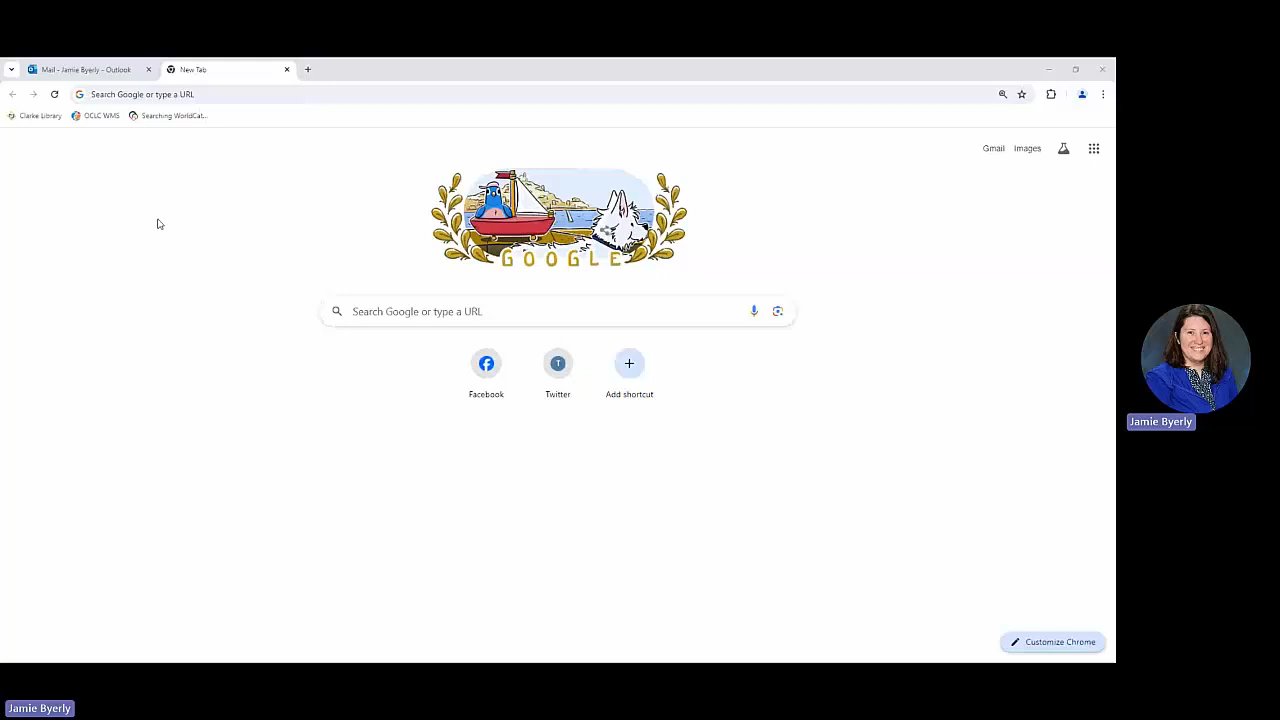 Mail - Jamie Byerly - Outlook
New Tab
Search Google or type a URL
Clarke Library
OCLC WMS
Searching WorldCat...
Gmail
Images
GOOGLE
Search Google or type a URL
T
Facebook
Twitter
Add shortcut
Jamie Byerly
Customize Chrome
Jamie Byerly